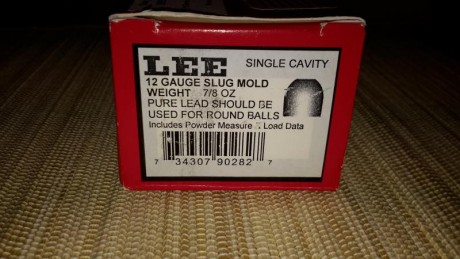 LEE SINGLE CAVITY
12 GAUGE SLUG MOLD
WEIGHT 7/8 OZ
PURE LEAD SHOULD BE
USED FOR ROUND BALLS
Includes Powder Measure & Load Data
7 34307 90282 7